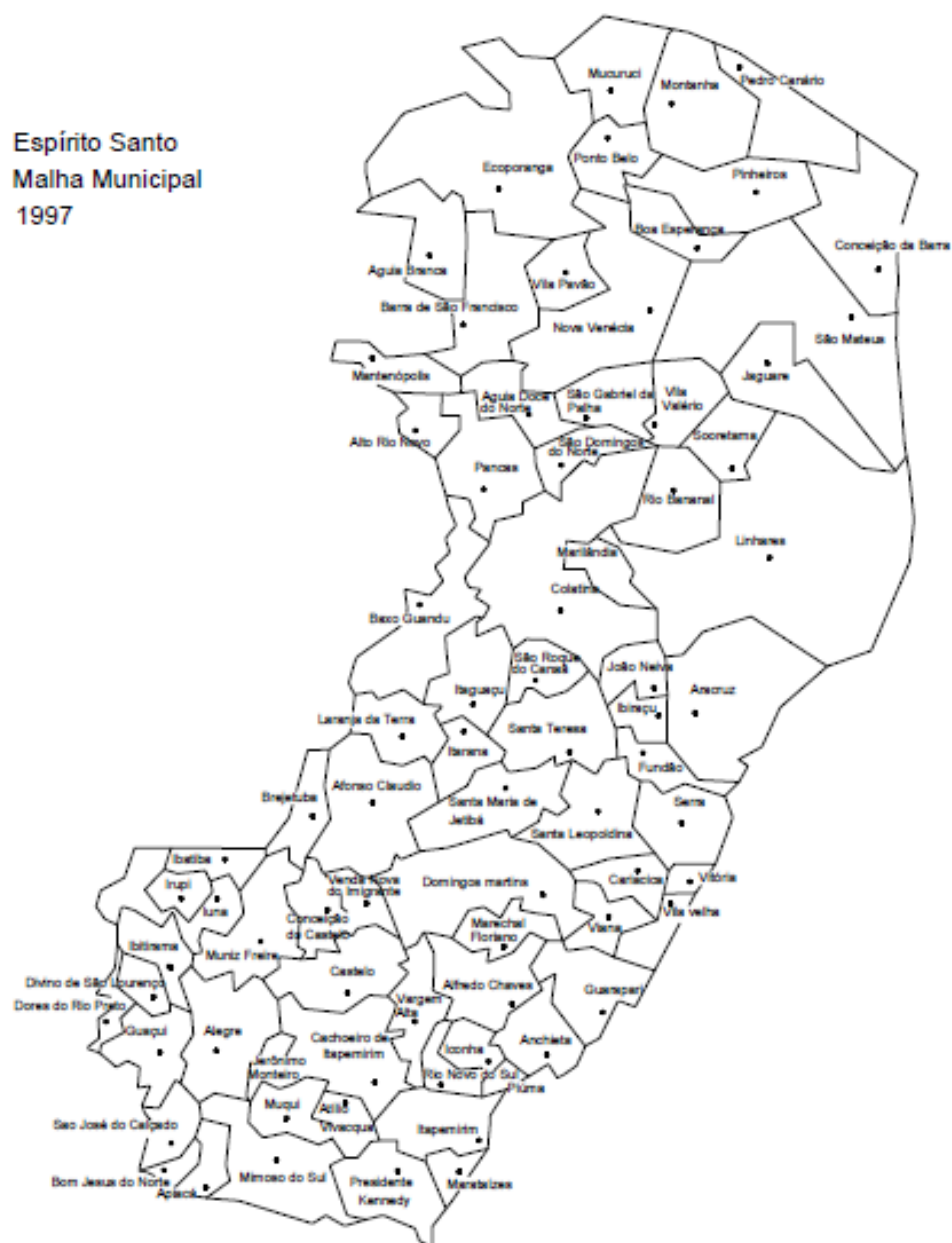 Espírito Santo
Malha Municipal
1997
Mucuruci
Montanha
Pedro Canário
Ponto Belo
Ecoporanga
Pinheiros
Boa Esperança
Conceição da Barra
Aguia Branca
Vila Pavão
Barra de São Francisco
Nova Venécia
São Mateus
Mantenópolis
Jaguare
Aguia Doce
do Norte
São Gabriel da
Palha
Vila
Valério
Alto Rio Novo
São Domingos
do Norte
Sooretama
Pancas
Rio Bananal
Linhares
Marilândia
Colatina
Baxo Guandu
São Roque
do Canaã
João Neiva
Itaguaçu
Aracruz
Ibiraçu
Laranja da Terra
Santa Teresa
Itarana
Fundão
Afonso Claudio
Brejetuba
Santa Maria de
Jetibá
Serra
Santa Leopoldina
Ibatiba
Venda Nova
do Imigrante
Domingos martins
Cariacica
Vitória
Irupi
Iuna
Vila velha
Conceição
do Castelo
Marechal
Floriano
Viana
Ibitirama
Muniz Freire
Castelo
Divino de São Lourenço
Alfredo Chaves
Guarapari
Dores do Rio Preto
Vargem
Alta
Guaçuí
Alegre
Cachoeiro de
Itapemirim
Iconha
Anchieta
Jerônimo
Monteiro
Rio Novo do Sul
Piúma
Muqui
Atílio
Vivacqua
Sao José do Calçado
Itapemirim
Bom Jesus do Norte
Apiacá
Mimoso do Sul
Presidente
Kennedy
Marataízes